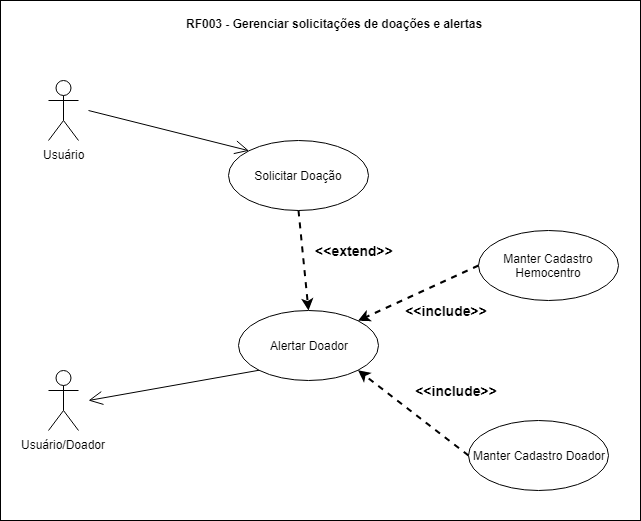 RF003 - Gerenciar solicitações de doações e alertas
Usuário
Solicitar Doação
<<extend>>
Manter Cadastro
Hemocentro
<<include>>
Alertar Doador
<<include>>
Usuário/Doador
Manter Cadastro Doador